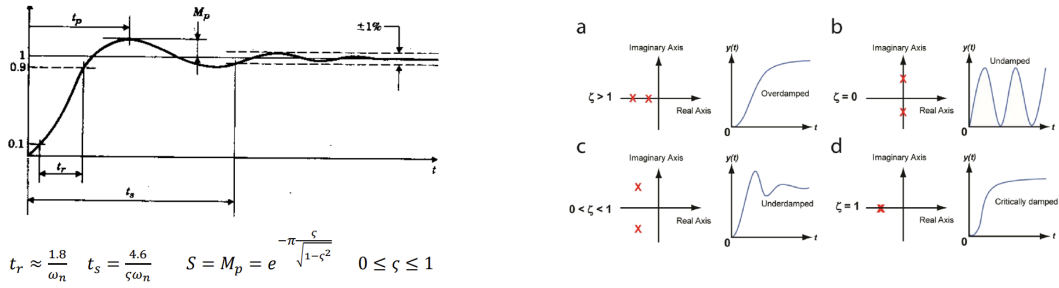 t_p
M_p
±1%
1
0.9
0.1
t_r
t_s
t
t_r ≈ 1.8/ω_n t_s = 4.6/ςω_n S = M_p = e^(-π ς/√(1−ς²)) 0 ≤ ς ≤ 1
a
Imaginary Axis
y(t)
ζ > 1
Real Axis
Overdamped
0
t
b
Imaginary Axis
y(t)
Undamped
ζ = 0
Real Axis
0
t
c
Imaginary Axis
y(t)
0 < ζ < 1
Real Axis
Underdamped
0
t
d
Imaginary Axis
y(t)
ζ = 1
Real Axis
Critically damped
0
t